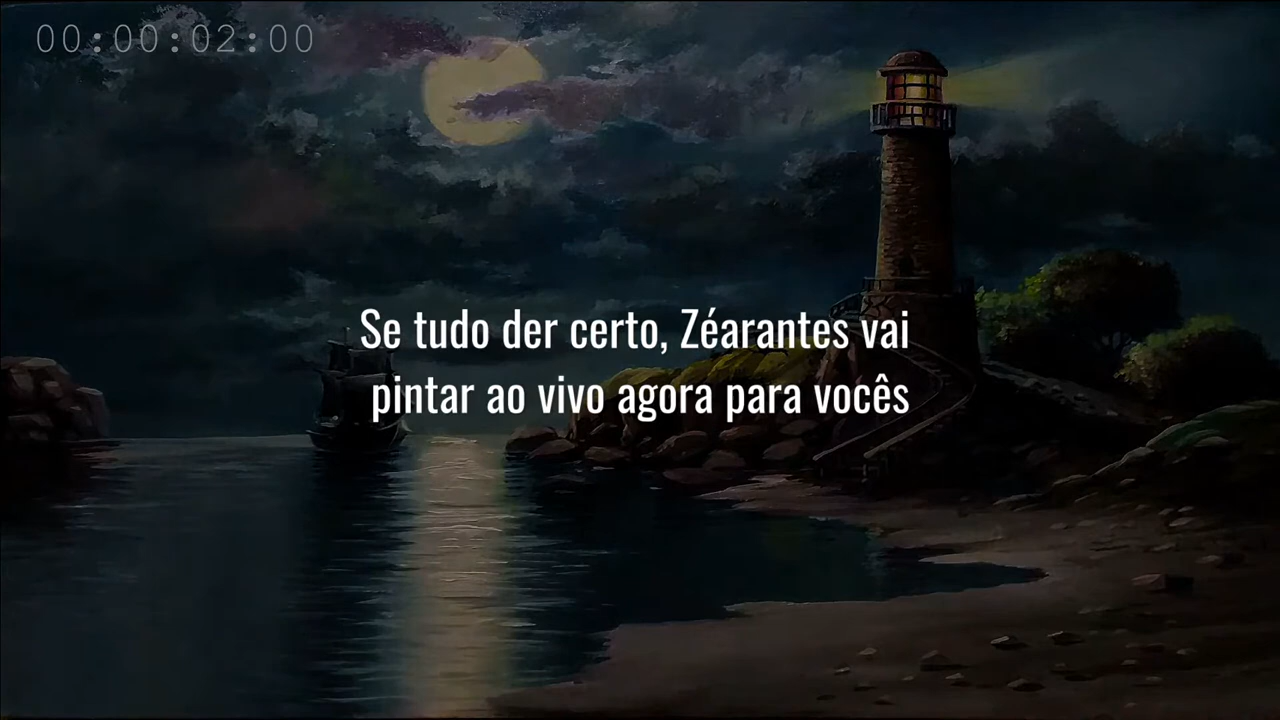 00:00:02:00
Se tudo der certo, Zéarantes vai
pintar ao vivo agora para vocês